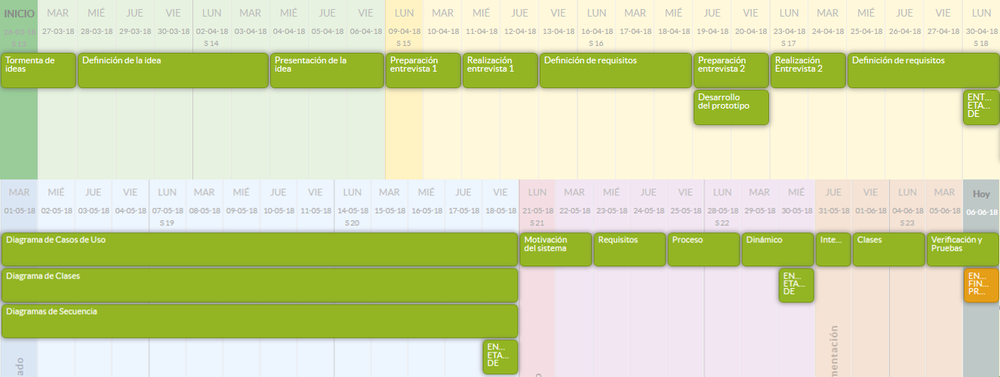 INICIO MAR MIÉ JUE VIE LUN MAR MIÉ JUE VIE LUN MAR MIÉ JUE VIE LUN MAR MIÉ JUE VIE LUN MAR MIÉ JUE VIE LUN
26-03-18 27-03-18 28-03-18 29-03-18 30-03-18 02-04-18 03-04-18 04-04-18 05-04-18 06-04-18 09-04-18 10-04-18 11-04-18 12-04-18 13-04-18 16-04-18 17-04-18 18-04-18 19-04-18 20-04-18 23-04-18 24-04-18 25-04-18 26-04-18 27-04-18 30-04-18
S 13 S 14 S 15 S 16 S 17 S 18
Tormenta de
ideas
Definición de la idea
Presentación de la
idea
Preparación
entrevista 1
Realización
entrevista 1
Definición de requisitos
Preparación
entrevista 2
Realización
Entrevista 2
Definición de requisitos
Desarrollo
del prototipo
ENT...
ETA...
DE
MAR MIÉ JUE VIE LUN MAR MIÉ JUE VIE LUN MAR MIÉ JUE VIE LUN MAR MIÉ JUE VIE LUN MAR MIÉ JUE VIE LUN MAR Hoy
01-05-18 02-05-18 03-05-18 04-05-18 07-05-18 08-05-18 09-05-18 10-05-18 11-05-18 14-05-18 15-05-18 16-05-18 17-05-18 18-05-18 21-05-18 22-05-18 23-05-18 24-05-18 25-05-18 28-05-18 29-05-18 30-05-18 31-05-18 01-06-18 04-06-18 05-06-18 06-06-18
S 19 S 20 S 21 S 22 S 23
Diagrama de Casos de Uso
Motivación
del sistema
Requisitos
Proceso
Dinámico
Inte...
Clases
Verificación y
Pruebas
Diagrama de Clases
EN...
ETA...
DE
EN...
FIN...
PR...
Diagramas de Secuencia
EN...
ETA...
DE
ado
o
mentación